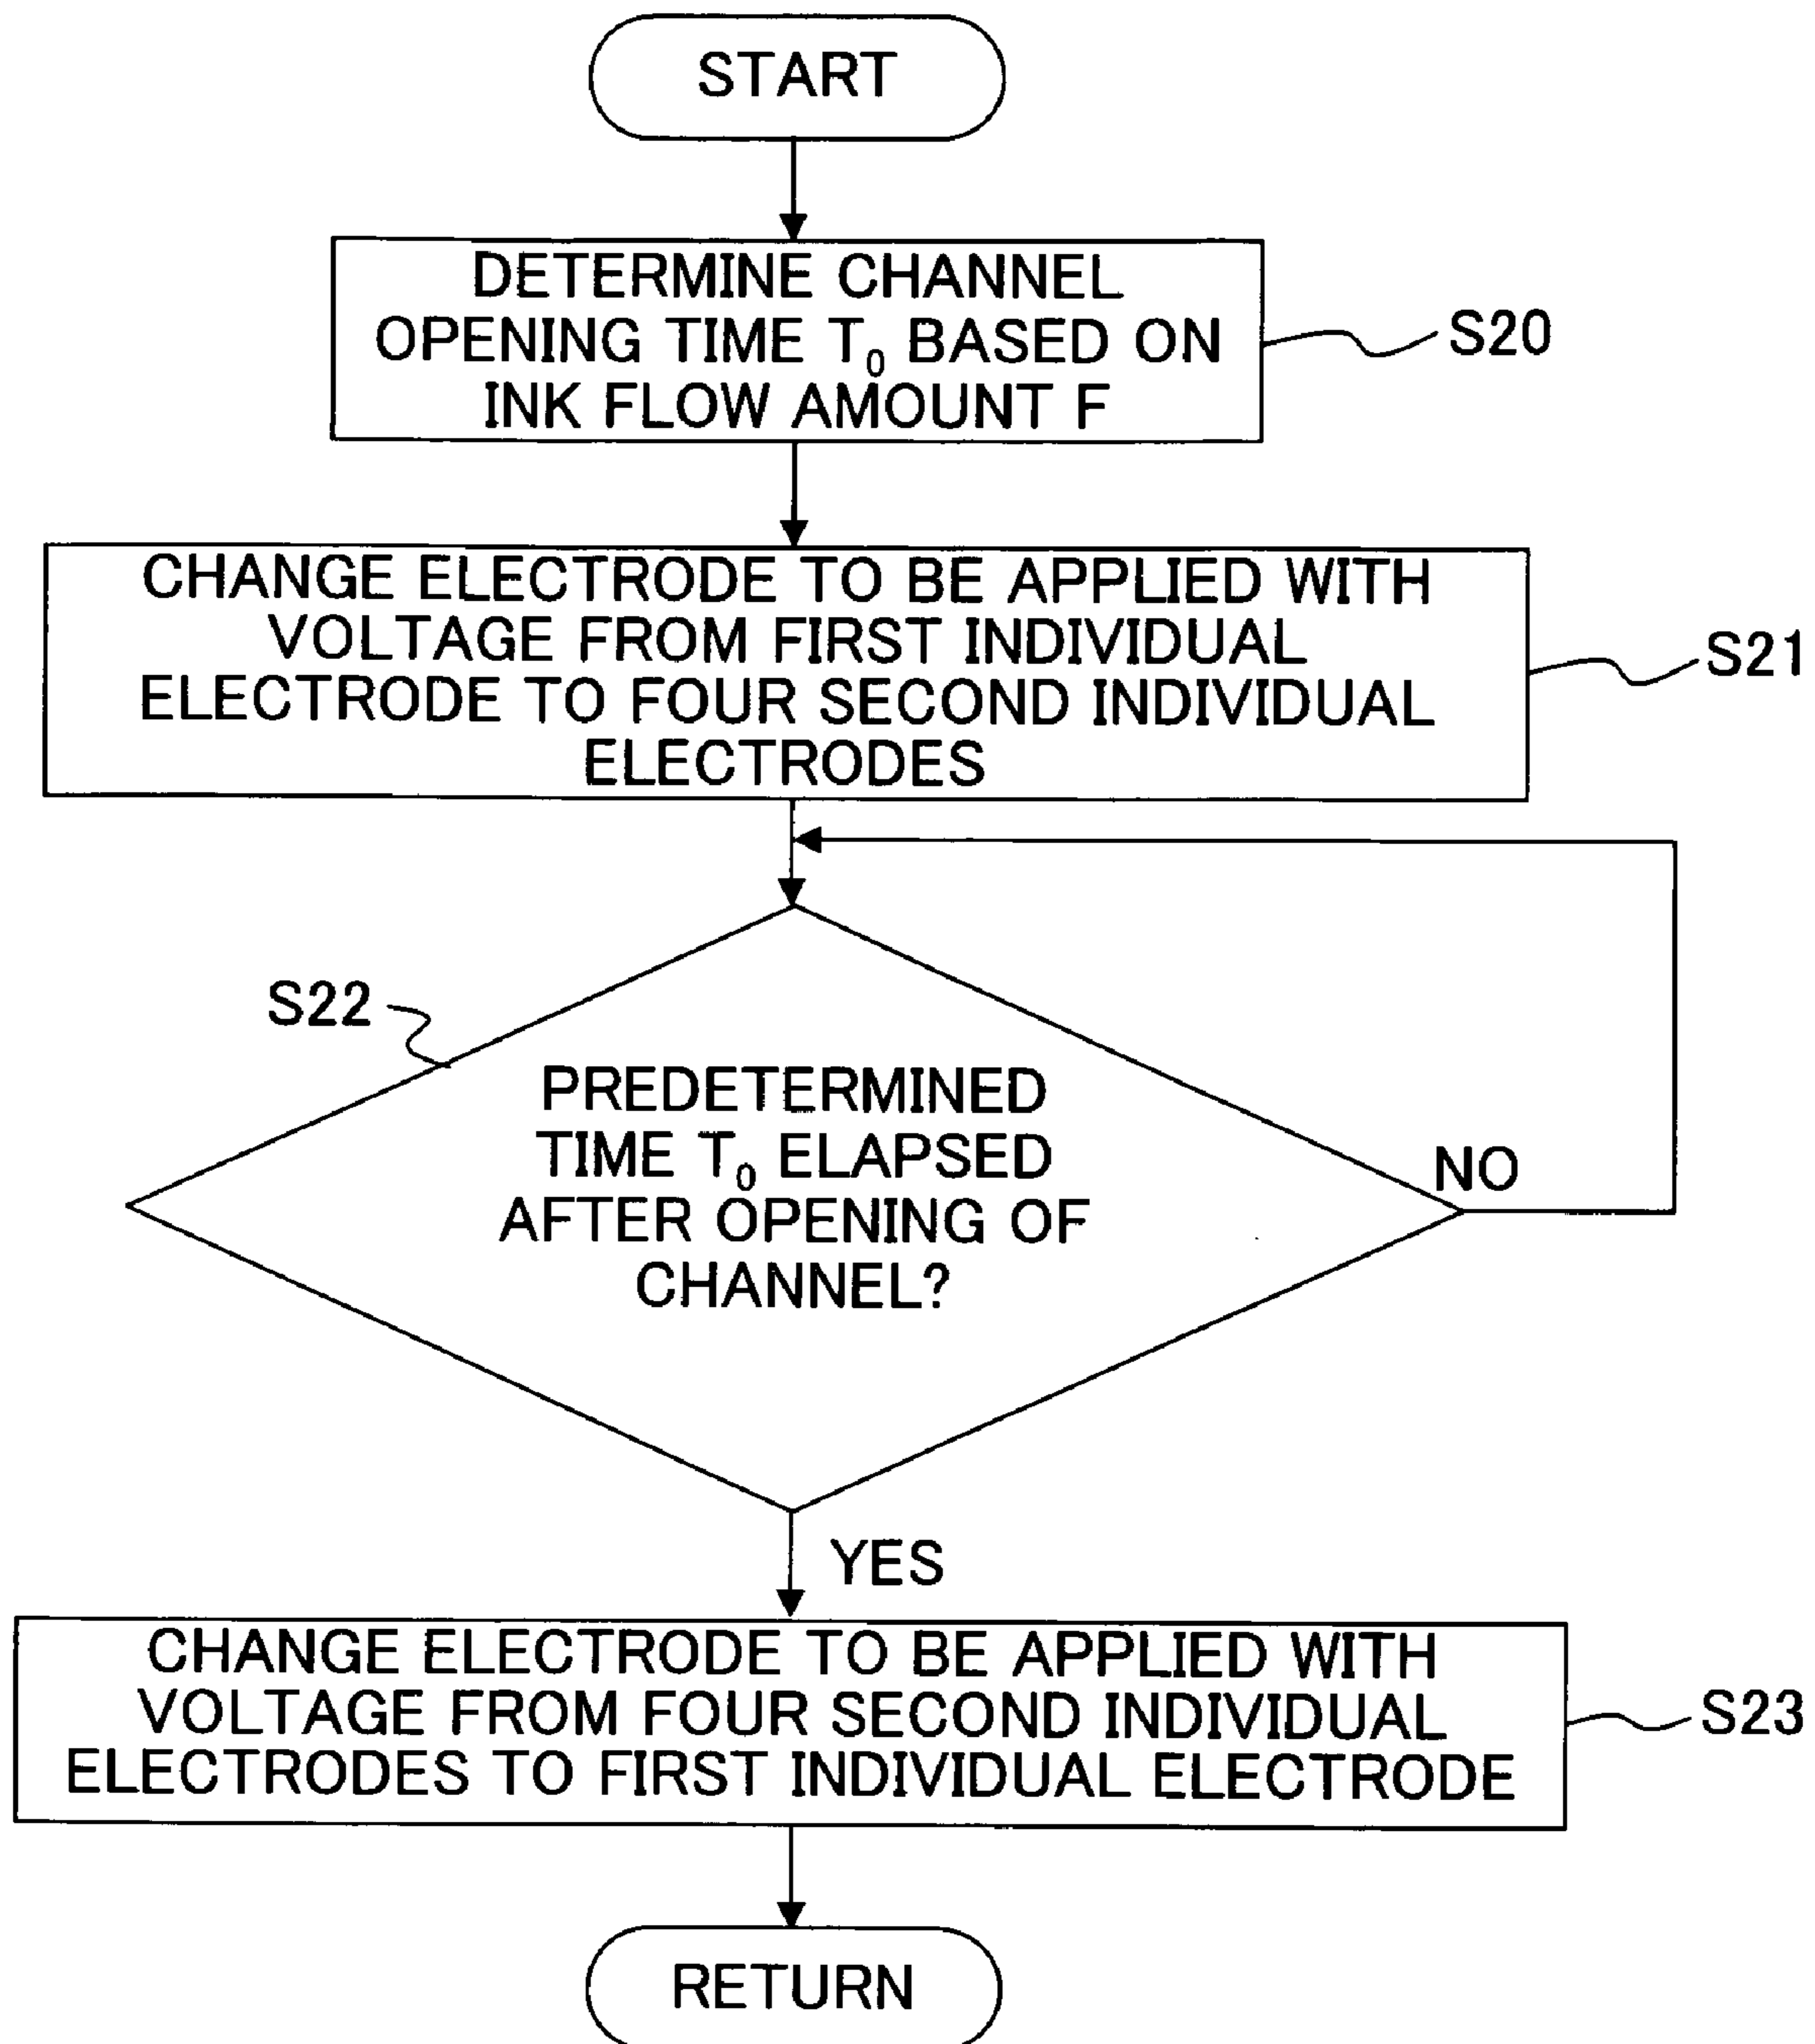 START
DETERMINE CHANNEL
OPENING TIME T₀ BASED ON
INK FLOW AMOUNT F
S20
CHANGE ELECTRODE TO BE APPLIED WITH
VOLTAGE FROM FIRST INDIVIDUAL
ELECTRODE TO FOUR SECOND INDIVIDUAL
ELECTRODES
S21
S22
PREDETERMINED
TIME T₀ ELAPSED
AFTER OPENING OF
CHANNEL?
NO
YES
CHANGE ELECTRODE TO BE APPLIED WITH
VOLTAGE FROM FOUR SECOND INDIVIDUAL
ELECTRODES TO FIRST INDIVIDUAL ELECTRODE
S23
RETURN